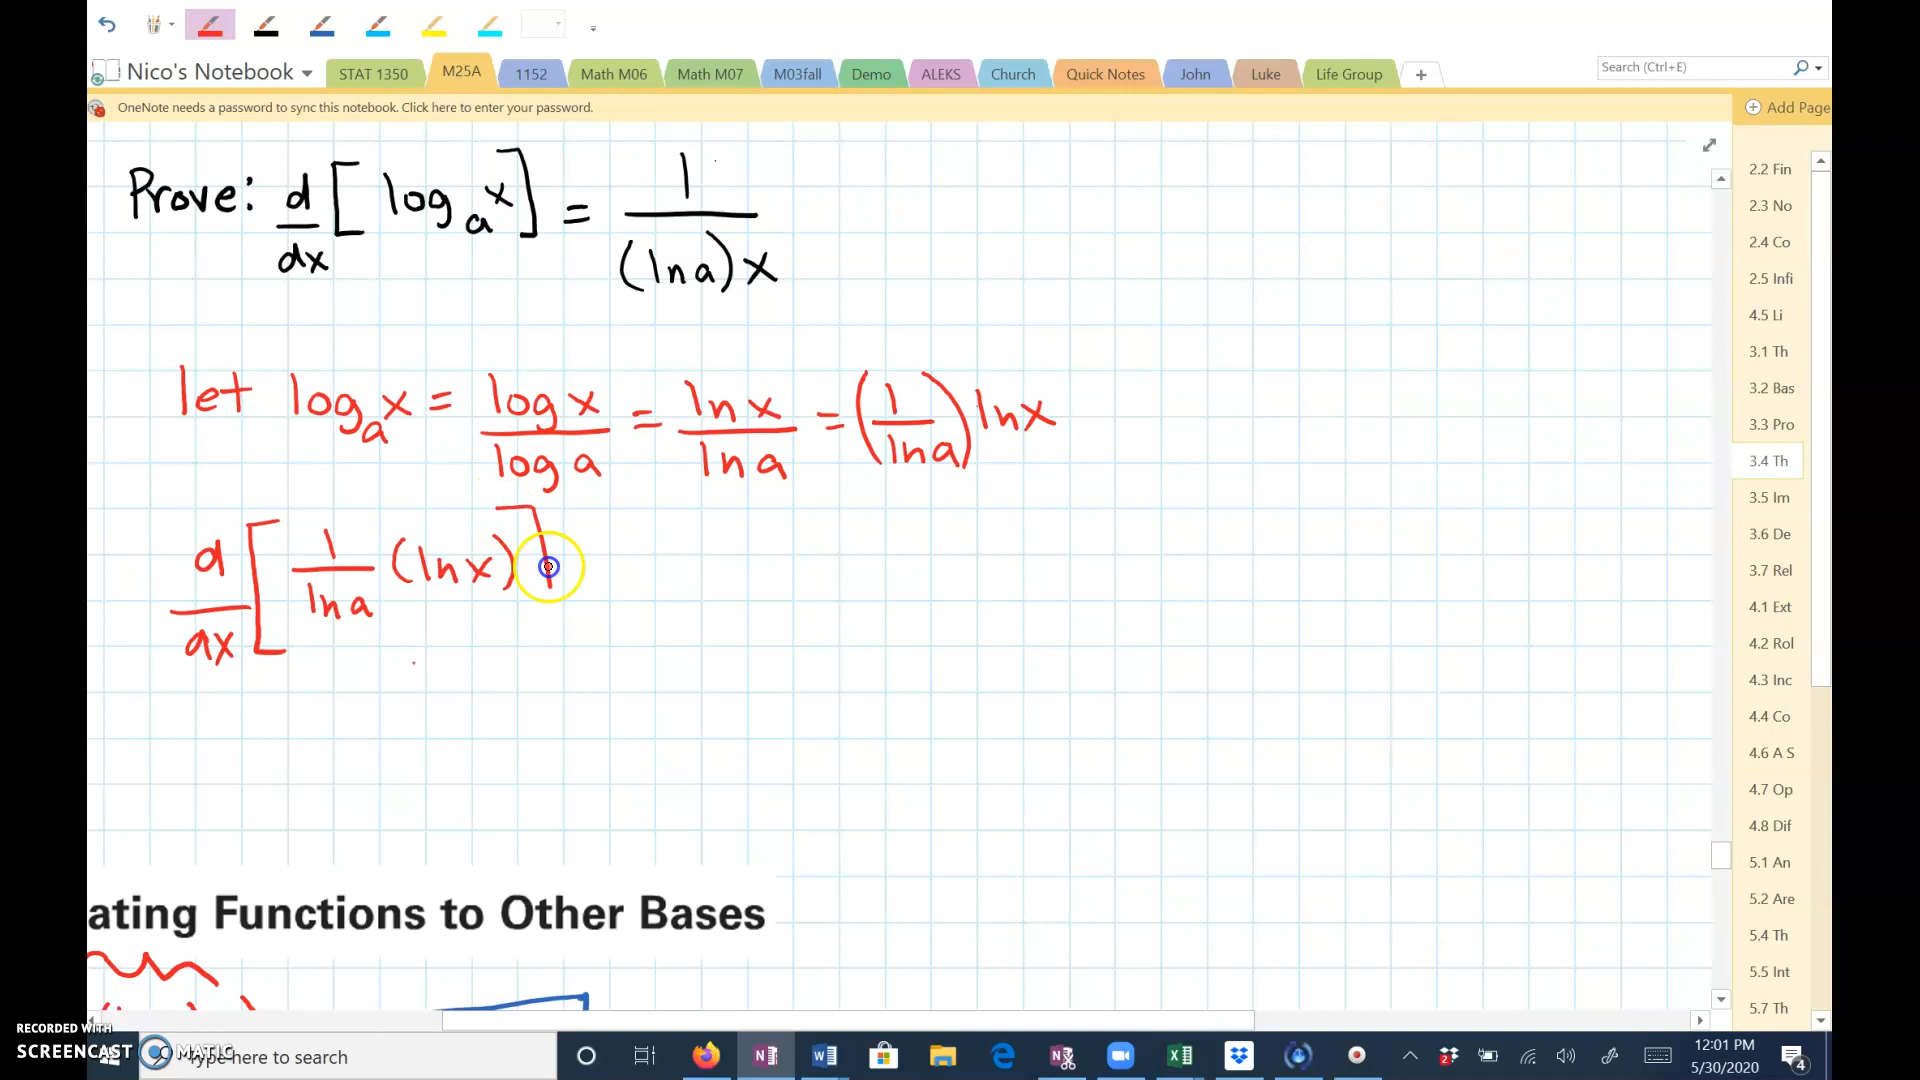 Nico's Notebook STAT 1350 M25A 1152 Math M06 Math M07 M03fall Demo ALEKS Church Quick Notes John Luke Life Group + Search (Ctrl+E)
OneNote needs a password to sync this notebook. Click here to enter your password.
Add Page
Prove: d/dx [ log_a x ] = 1/((ln a) x)
let log_a x = log x/log a = ln x/ln a = (1/ln a) ln x
d/dx [ 1/ln a (ln x) ]
ating Functions to Other Bases
2.2 Fin
2.3 No
2.4 Co
2.5 Infi
4.5 Li
3.1 Th
3.2 Bas
3.3 Pro
3.4 Th
3.5 Im
3.6 De
3.7 Rel
4.1 Ext
4.2 Rol
4.3 Inc
4.4 Co
4.6 A S
4.7 Op
4.8 Dif
5.1 An
5.2 Are
5.4 Th
5.5 Int
5.7 Th
RECORDED WITH
SCREENCAST MATIC
Type here to search
12:01 PM
5/30/2020
4